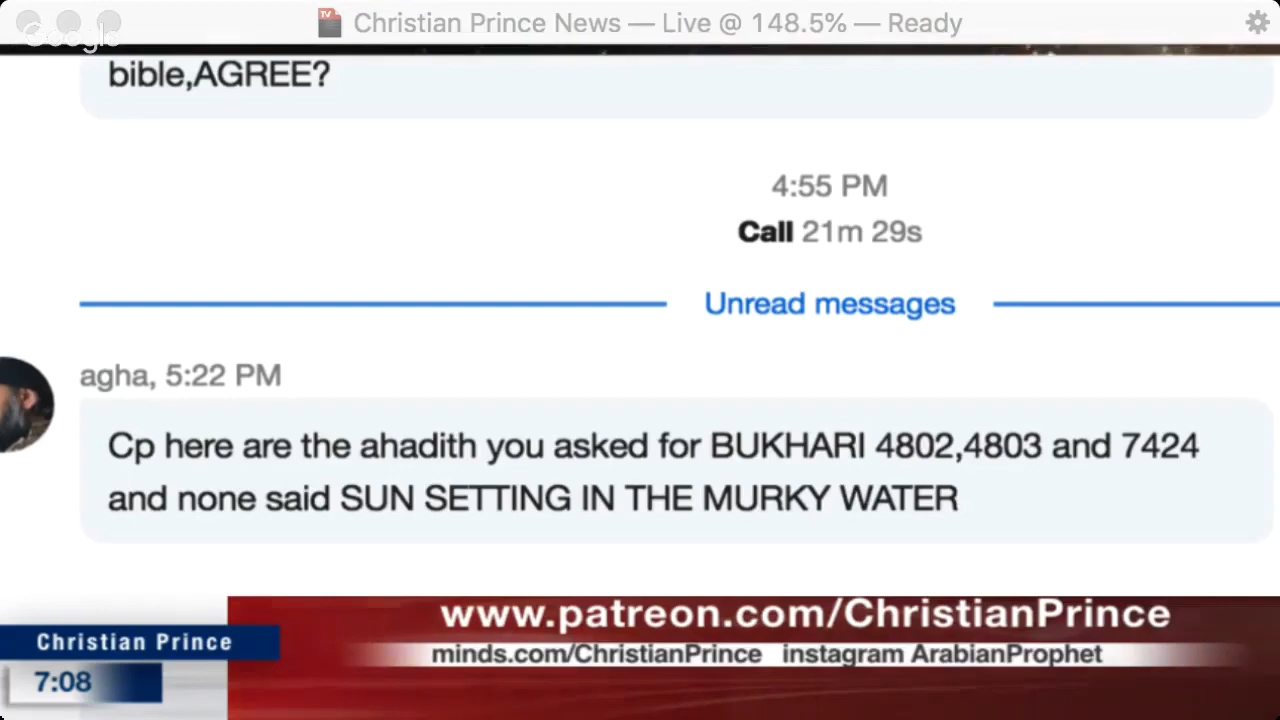 Christian Prince News — Live @ 148.5% — Ready
Google
bible,AGREE?
4:55 PM
Call 21m 29s
Unread messages
agha, 5:22 PM
Cp here are the ahadith you asked for BUKHARI 4802,4803 and 7424
and none said SUN SETTING IN THE MURKY WATER
www.patreon.com/ChristianPrince
Christian Prince
minds.com/ChristianPrince instagram ArabianProphet
7:08